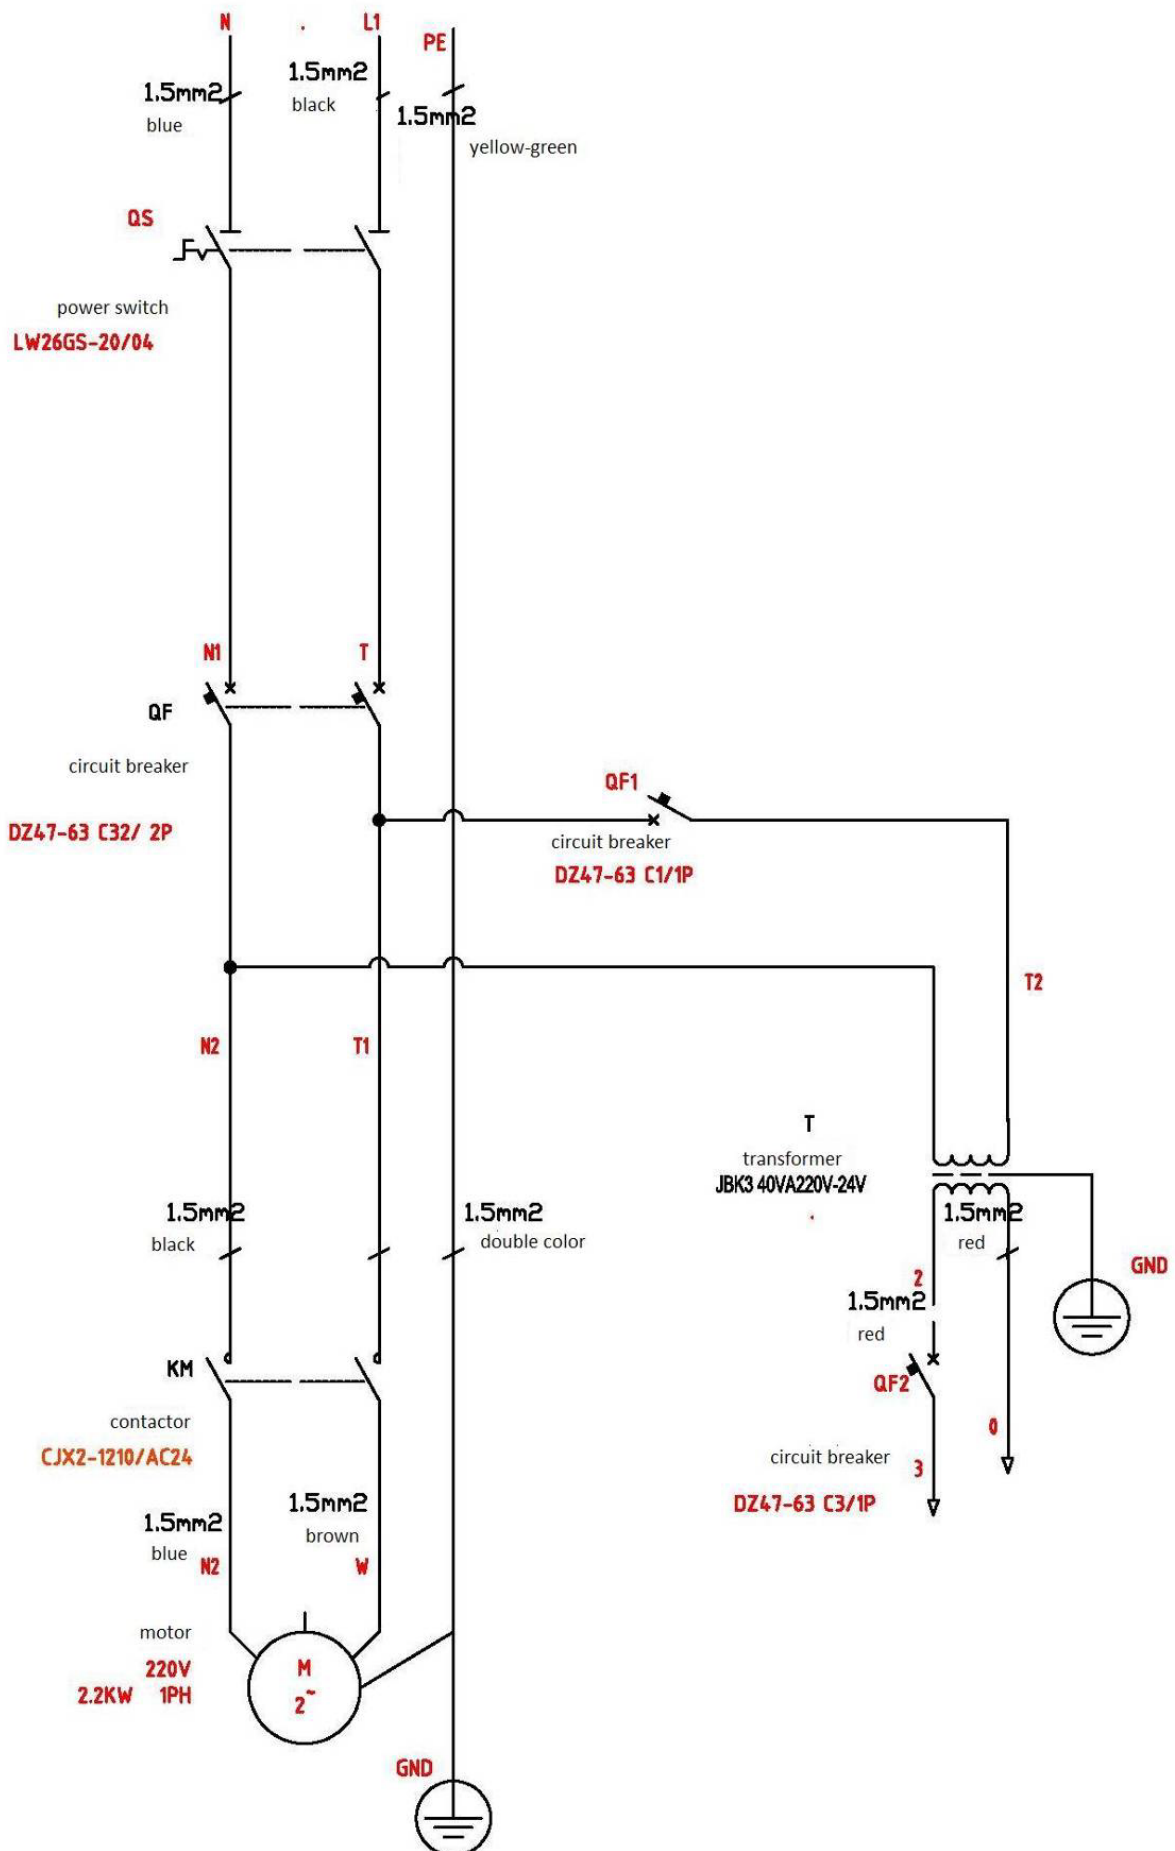 N
L1
PE
1.5mm2
black
1.5mm2
blue
1.5mm2
yellow-green
QS
power switch
LW26GS-20/04
N1
T
QF
circuit breaker
DZ47-63 C32/ 2P
QF1
circuit breaker
DZ47-63 C1/1P
T2
N2
T1
T
transformer
JBK3 40VA220V-24V
1.5mm2
black
1.5mm2
double color
1.5mm2
red
GND
2
1.5mm2
red
KM
contactor
CJX2-1210/AC24
QF2
0
circuit breaker
3
DZ47-63 C3/1P
1.5mm2
brown
1.5mm2
blue
N2
W
motor
220V
2.2KW 1PH
M
2~
GND